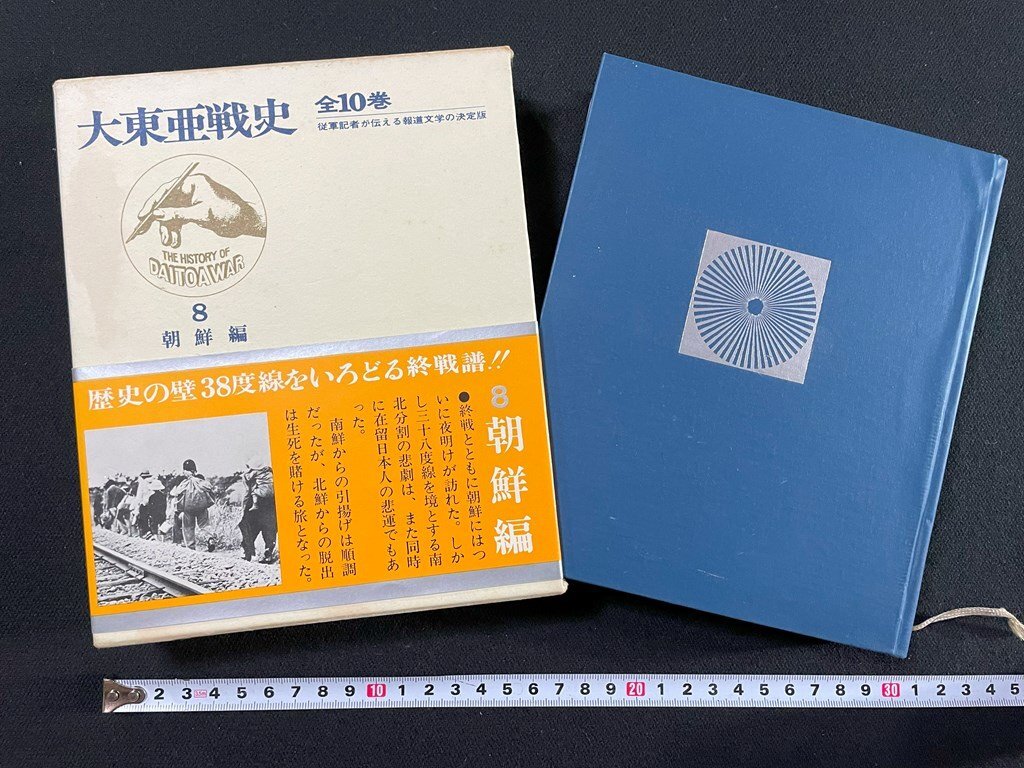 大東亜戦史
全10巻
従軍記者が伝える報道文学の決定版
THE HISTORY OF
DAITOA WAR
8
朝鮮編
歴史の壁38度線をいろどる終戦譜!!
8 朝鮮編
●終戦とともに朝鮮にはつ
いに夜明けが訪れた。しか
し三十八度線を境とする南
北分割の悲劇は、また同時
に在留日本人の悲運でもあ
った。
南鮮からの引揚げは順調
だったが、北鮮からの脱出
は生死を賭ける旅となった。
2 3 35m 4 5 6 7 8 9 10 1 2 3 4 5 6 7 8 9 20 1 2 3 4 5 6 7 8 9 30 1 2 3 4 5